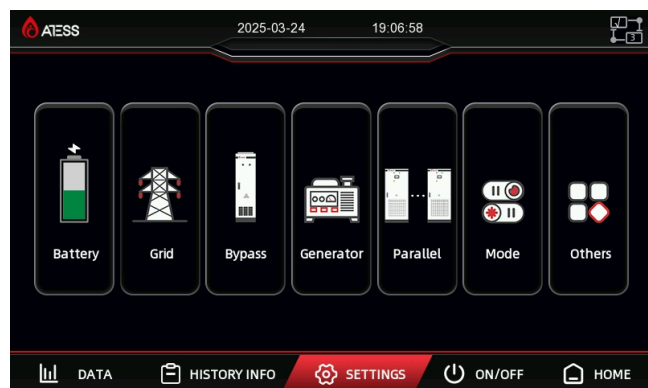 ATESS 2025-03-24 19:06:58
3
Battery Grid Bypass Generator Parallel Mode Others
DATA HISTORY INFO SETTINGS ON/OFF HOME